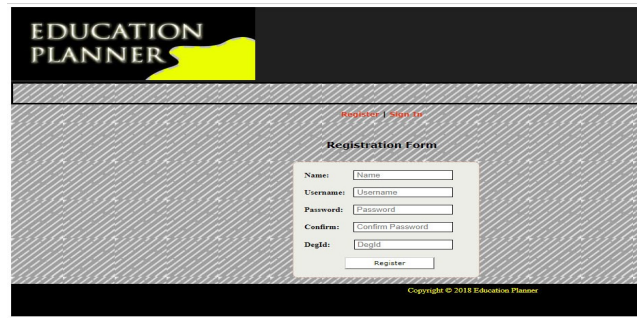 EDUCATION
PLANNER
Register | Sign In
Registration Form
Name: Name
Username: Username
Password: Password
Confirm: Confirm Password
DegId: DegId
Register
Copyright © 2018 Education Planner